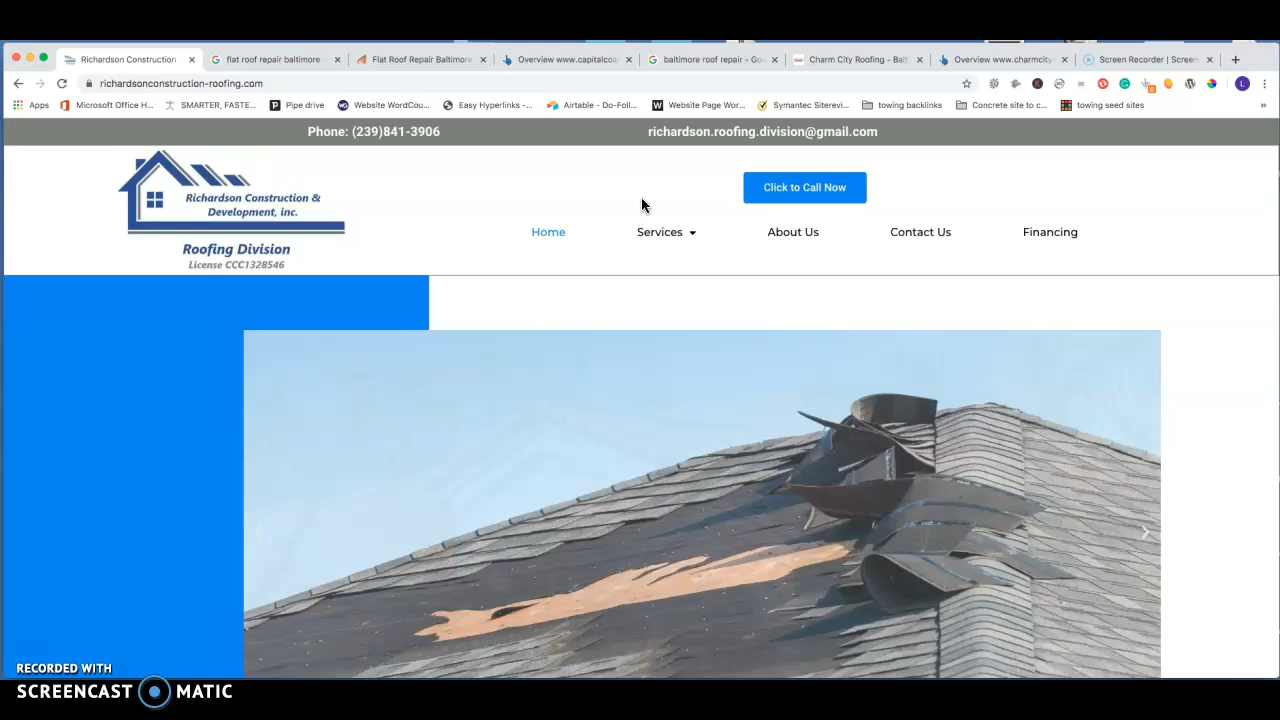 Richardson Construction
flat roof repair baltimore
Flat Roof Repair Baltimore
Overview www.capitalcoa
baltimore roof repair - Goo
Charm City Roofing - Balt
Overview www.charmcity
Screen Recorder | Screen
richardsonconstruction-roofing.com
L
Apps
Microsoft Office H...
SMARTER, FASTE...
Pipe drive
Website WordCou...
Easy Hyperlinks -...
Airtable - Do-Foll...
Website Page Wor...
Symantec Siterevi...
towing backlinks
Concrete site to c...
towing seed sites
Phone: (239)841-3906
richardson.roofing.division@gmail.com
Richardson Construction &
Development, inc.
Roofing Division
License CCC1328546
Click to Call Now
Home
Services
About Us
Contact Us
Financing
RECORDED WITH
SCREENCAST MATIC